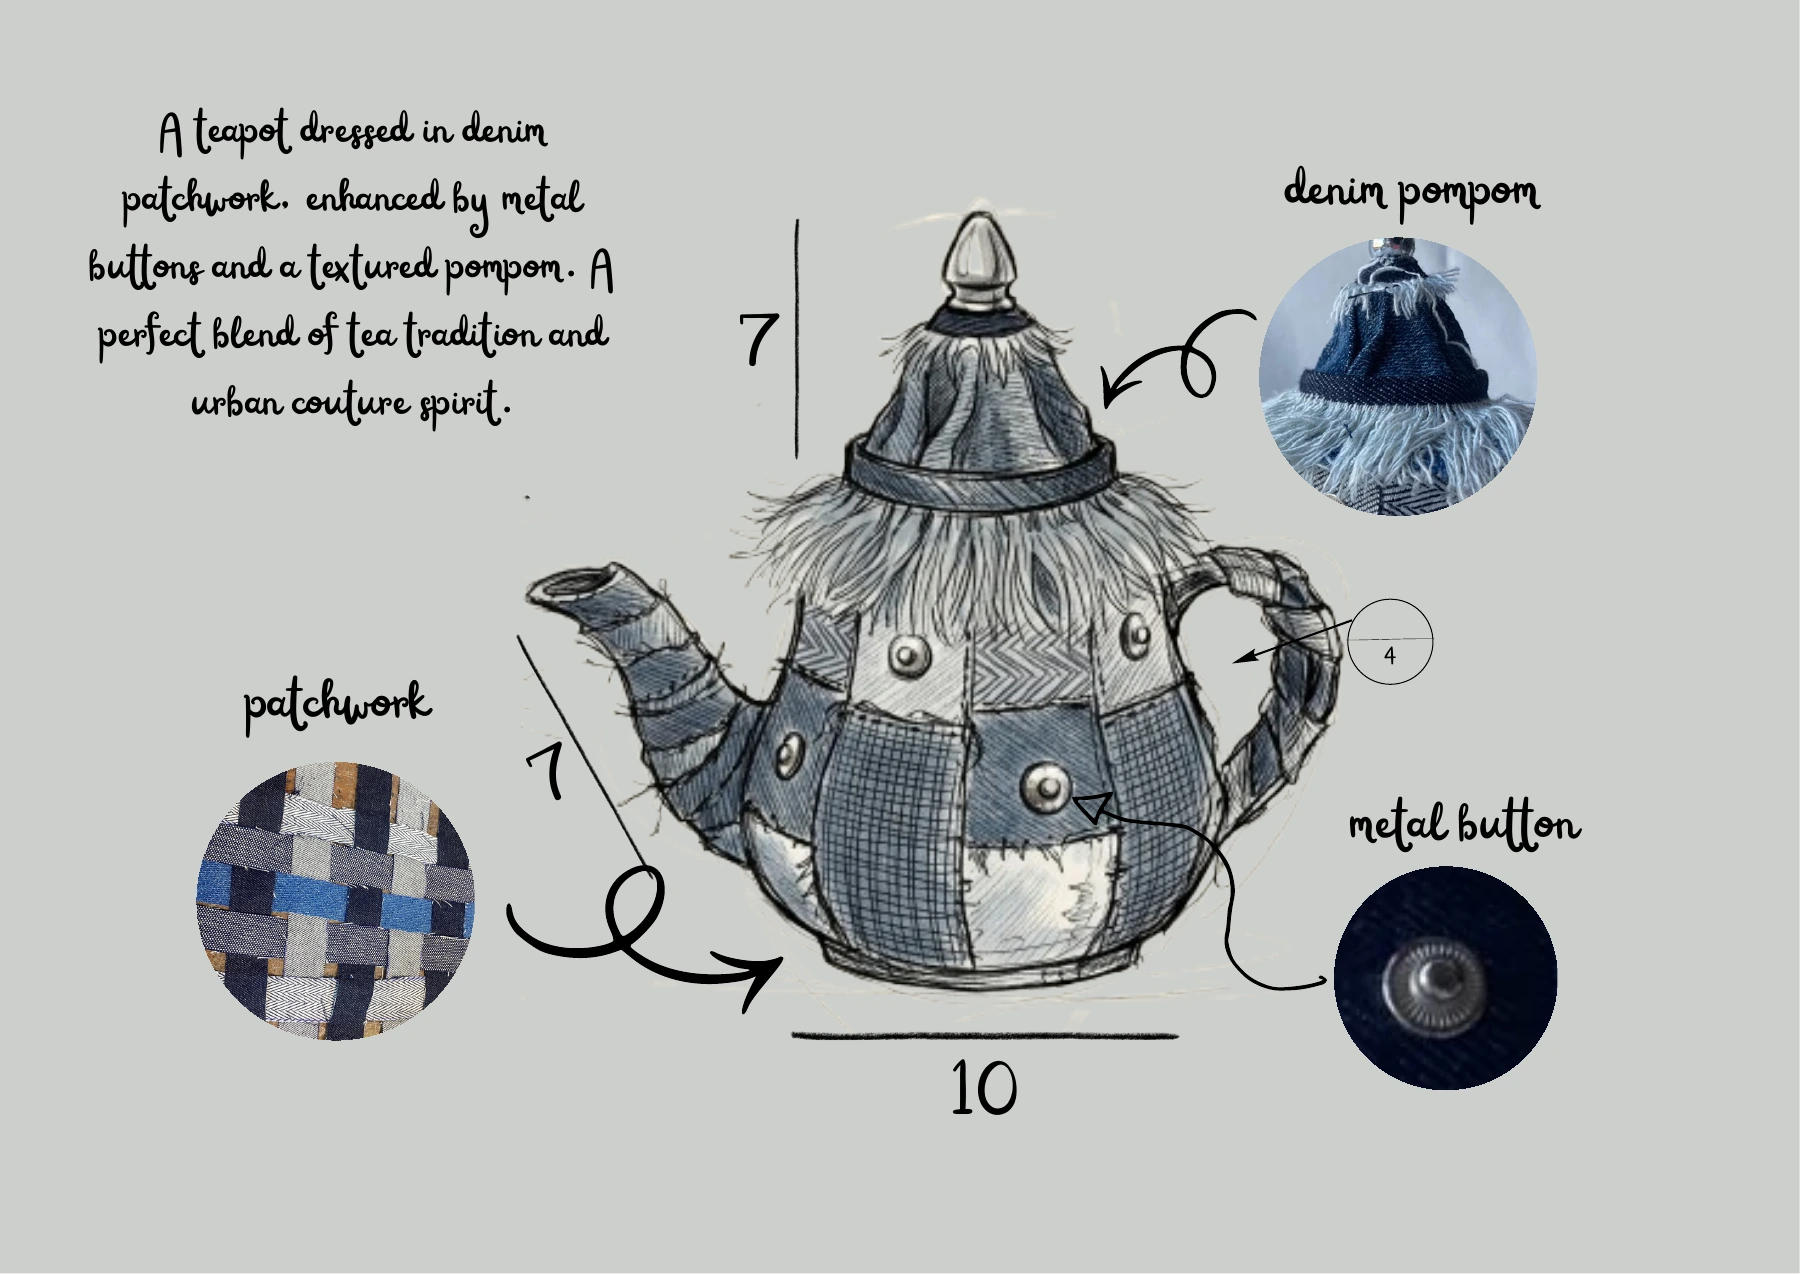 A teapot dressed in denim
patchwork. enhanced by metal
buttons and a textured pompom. A
perfect blend of tea tradition and
urban couture spirit.
denim pompom
7
4
patchwork
7
metal button
10